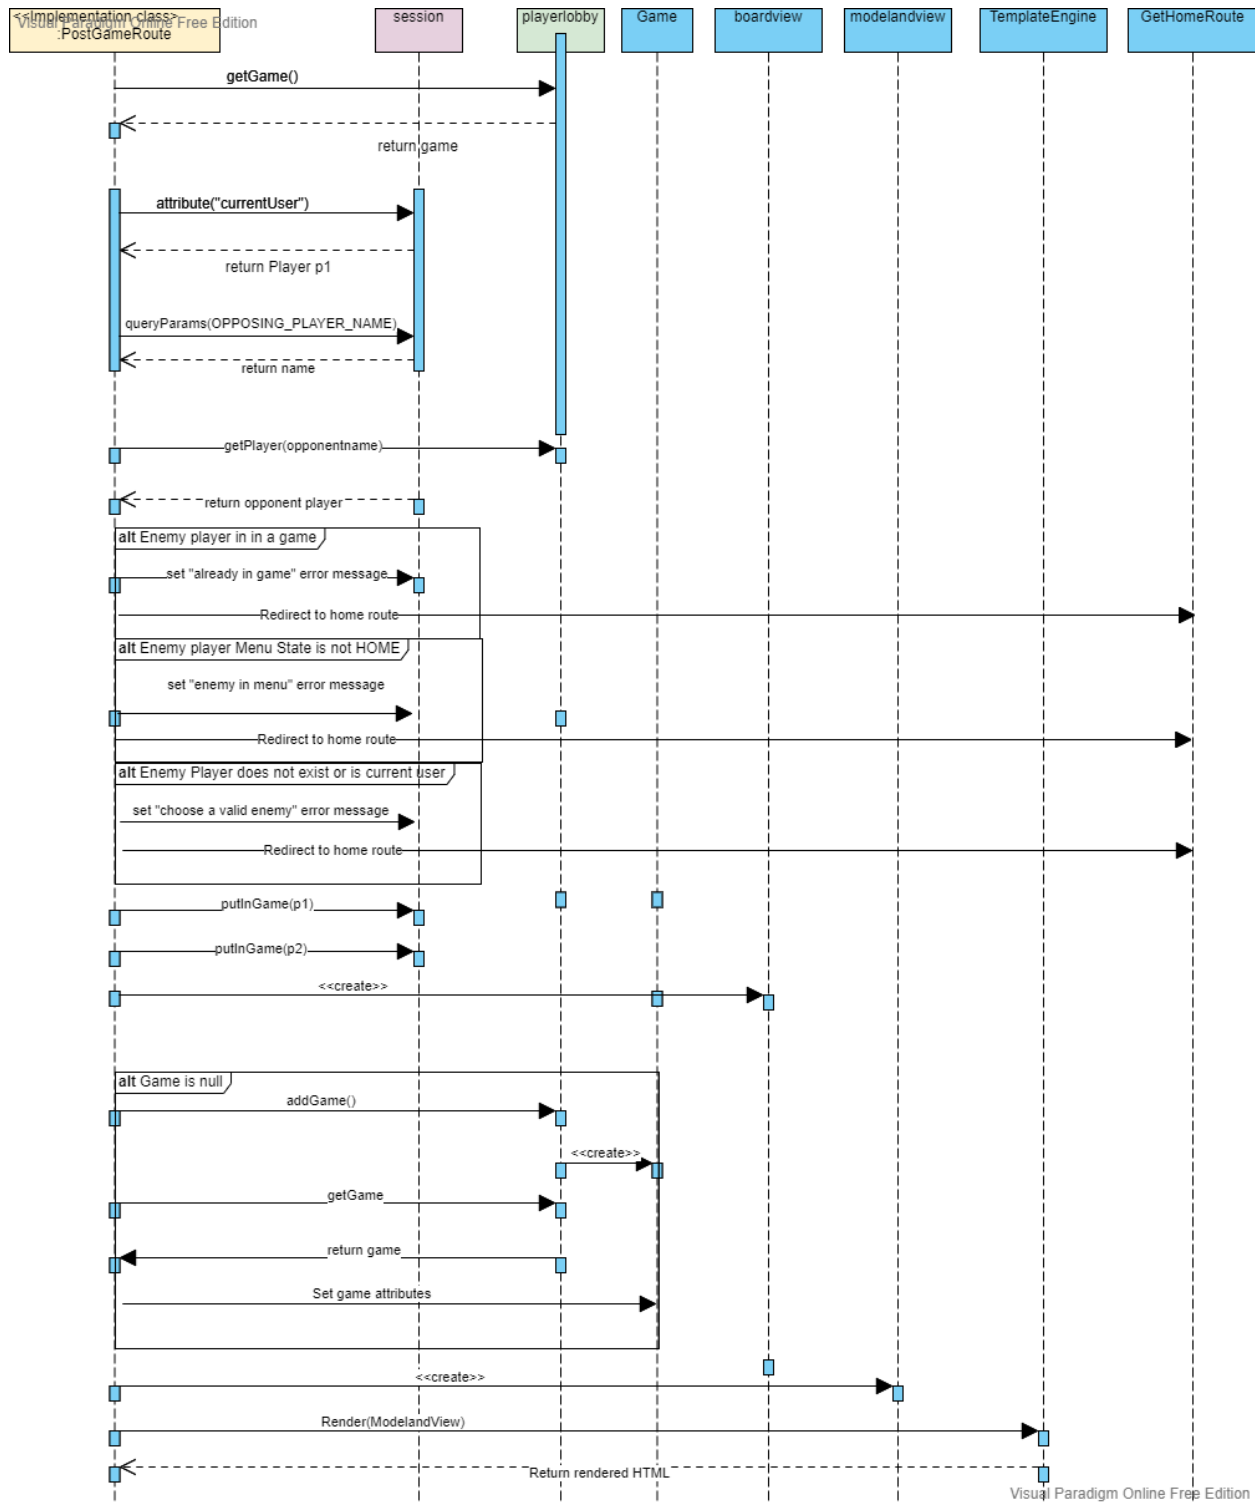 <<Implementation class>>
:PostGameRoute
Visual Paradigm Online Free Edition
session
playerlobby
Game
boardview
modelandview
TemplateEngine
GetHomeRoute
getGame()
return game
attribute("currentUser")
return Player p1
queryParams(OPPOSING_PLAYER_NAME)
return name
getPlayer(opponentname)
return opponent player
alt Enemy player in in a game
set "already in game" error message
Redirect to home route
alt Enemy player Menu State is not HOME
set "enemy in menu" error message
Redirect to home route
alt Enemy Player does not exist or is current user
set "choose a valid enemy" error message
Redirect to home route
putInGame(p1)
putInGame(p2)
<<create>>
alt Game is null
addGame()
<<create>>
getGame
return game
Set game attributes
<<create>>
Render(ModelandView)
Return rendered HTML
Visual Paradigm Online Free Edition